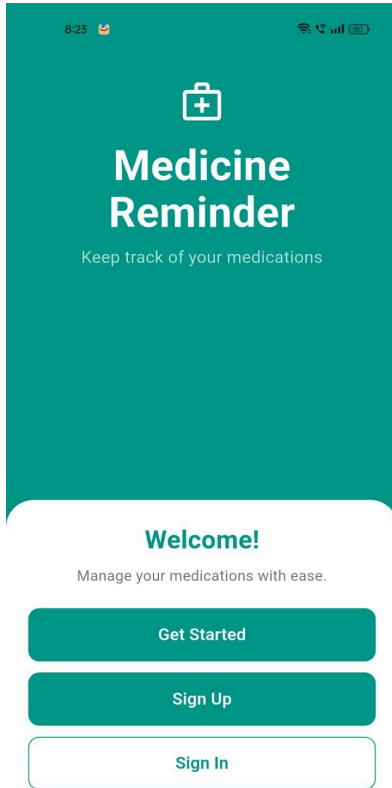 8:23
50
Medicine
Reminder
Keep track of your medications
Welcome!
Manage your medications with ease.
Get Started
Sign Up
Sign In